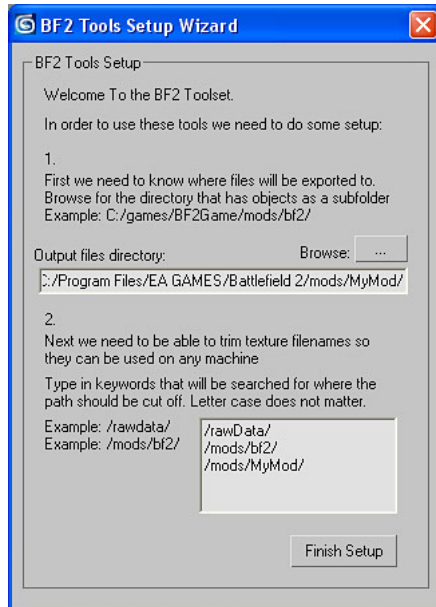 BF2 Tools Setup Wizard
BF2 Tools Setup
Welcome To the BF2 Toolset.
In order to use these tools we need to do some setup:
1.
First we need to know where files will be exported to.
Browse for the directory that has objects as a subfolder
Example: C:/games/BF2Game/mods/bf2/
Output files directory:
Browse: ...
C:/Program Files/EA GAMES/Battlefield 2/mods/MyMod/
2.
Next we need to be able to trim texture filenames so
they can be used on any machine
Type in keywords that will be searched for where the
path should be cut off. Letter case does not matter.
Example: /rawdata/
Example: /mods/bf2/
/rawData/
/mods/bf2/
/mods/MyMod/
Finish Setup